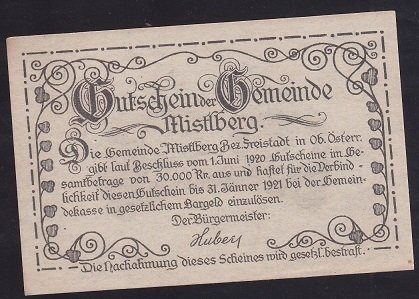 Gutschein der Gemeinde
Mistlberg.
Die Gemeinde Mistlberg, Bez. Freistadt in Ob. Österr.
gibt laut Beschluss vom 1. Juni 1920 Gutscheine im Ge-
samtbetrage von 30.000 Kr. aus und haftet für die Verbind-
lichkeit diesen Gutschein bis 31. Jänner 1921 bei der Gemein-
dekasse in gesetzlichem Bargeld einzulösen.
Der Bürgermeister:
Huber
Die Nachahmung dieses Scheines wird gesetzl. bestraft.